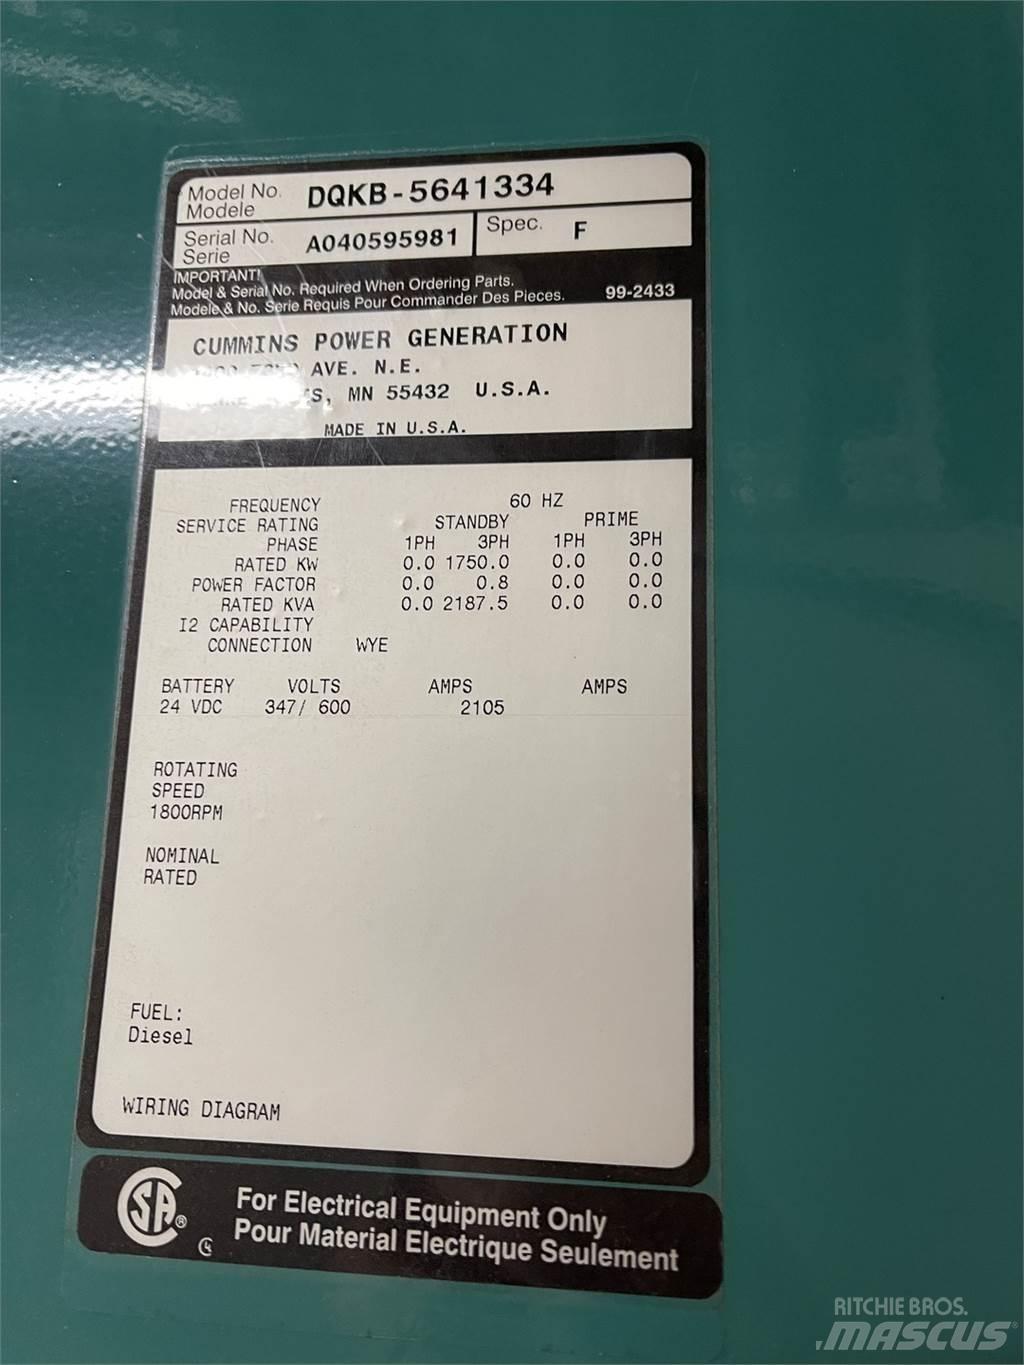 Model No. DQKB-5641334
Modele
Serial No. A040595981 Spec. F
Serie
IMPORTANT!
Model & Serial No. Required When Ordering Parts.
Modele & No. Serie Requis Pour Commander Des Pieces. 99-2433
CUMMINS POWER GENERATION
AVE. N.E.
MN 55432 U.S.A.
MADE IN U.S.A.
FREQUENCY 60 HZ
SERVICE RATING STANDBY PRIME
PHASE 1PH 3PH 1PH 3PH
RATED KW 0.0 1750.0 0.0 0.0
POWER FACTOR 0.0 0.8 0.0 0.0
RATED KVA 0.0 2187.5 0.0 0.0
I2 CAPABILITY
CONNECTION WYE
BATTERY VOLTS AMPS AMPS
24 VDC 347/ 600 2105
ROTATING
SPEED
1800RPM
NOMINAL
RATED
FUEL:
Diesel
WIRING DIAGRAM
CSA ®
For Electrical Equipment Only
Pour Material Electrique Seulement
RITCHIE BROS.
MASCUS®